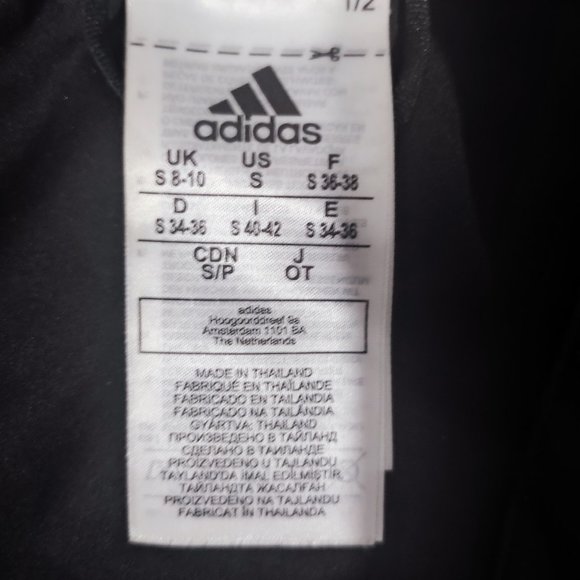 1/2
adidas
UK US F
S 8-10 S S 36-38
D I E
S 34-36 S 40-42 S 34-36
CDN J
S/P OT
adidas
Hoogoorddreef 9a
Amsterdam 1101 BA
The Netherlands
MADE IN THAILAND
FABRIQUÉ EN THAÏLANDE
FABRICADO EN TAILANDIA
FABRICADO NA TAILÂNDIA
GYÁRTVA: THAILAND
ПРОИЗВЕДЕНО В ТАЙЛАНД
СДЕЛАНО В ТАИЛАНДЕ
PROIZVEDENO U TAJLANDU
TAYLAND'DA İMAL EDİLMİŞTİR
ТАЙЛАНДТА ЖАСАЛҒАН
PROIZVEDENO NA TAJLANDU
FABRICAT ÎN THAILANDA